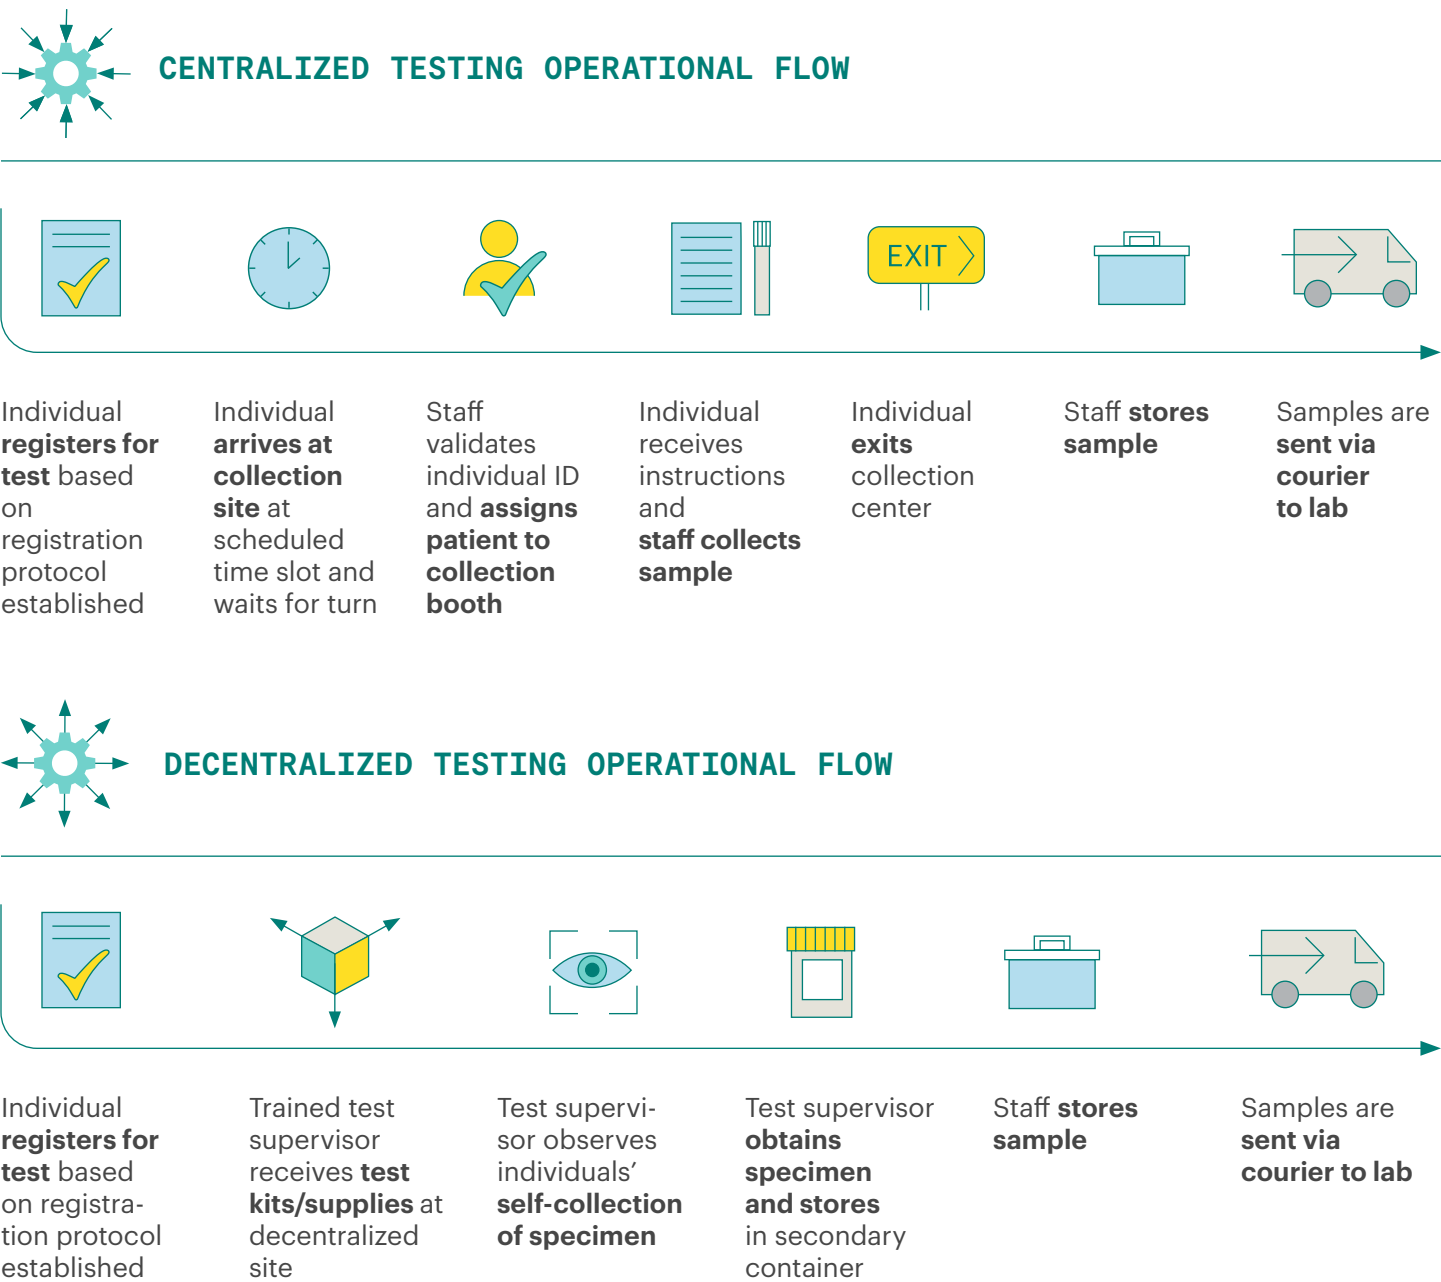 CENTRALIZED TESTING OPERATIONAL FLOW
EXIT
Individual
registers for
test based
on
registration
protocol
established
Individual
arrives at
collection
site at
scheduled
time slot and
waits for turn
Staff
validates
individual ID
and assigns
patient to
collection
booth
Individual
receives
instructions
and
staff collects
sample
Individual
exits
collection
center
Staff stores
sample
Samples are
sent via
courier
to lab
DECENTRALIZED TESTING OPERATIONAL FLOW
Individual
registers for
test based
on registra-
tion protocol
established
Trained test
supervisor
receives test
kits/supplies at
decentralized
site
Test supervi-
sor observes
individuals’
self-collection
of specimen
Test supervisor
obtains
specimen
and stores
in secondary
container
Staff stores
sample
Samples are
sent via
courier to lab